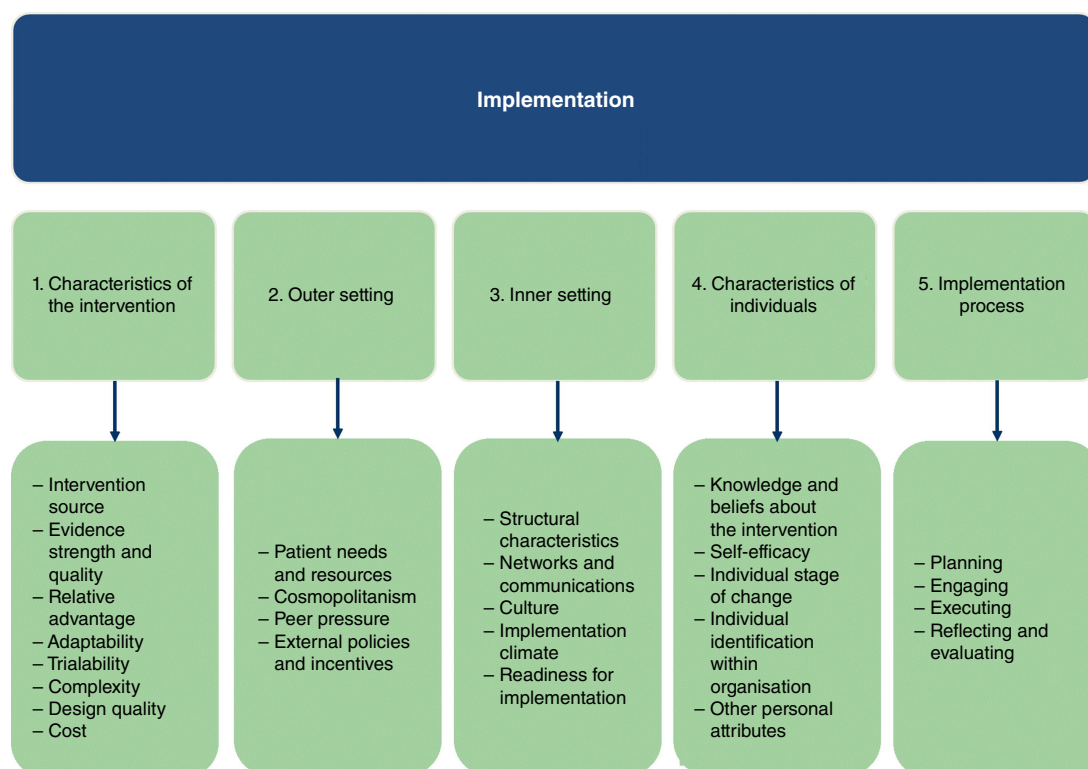 Implementation
1. Characteristics of
the intervention
2. Outer setting
3. Inner setting
4. Characteristics of
individuals
5. Implementation
process
– Intervention
source
– Evidence
strength and
quality
– Relative
advantage
– Adaptability
– Trialability
– Complexity
– Design quality
– Cost
– Patient needs
and resources
– Cosmopolitanism
– Peer pressure
– External policies
and incentives
– Structural
characteristics
– Networks and
communications
– Culture
– Implementation
climate
– Readiness for
implementation
– Knowledge and
beliefs about
the intervention
– Self-efficacy
– Individual stage
of change
– Individual
identification
within
organisation
– Other personal
attributes
– Planning
– Engaging
– Executing
– Reflecting and
evaluating